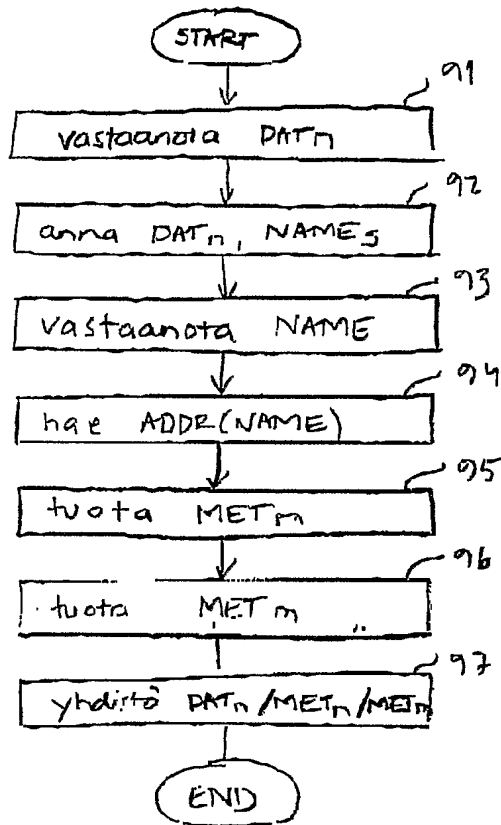 START
91
vastaanota DATn
92
anna DATn, NAMEs
93
vastaanota NAME
94
hae ADDR(NAME)
95
tuota METn
96
tuota METm
97
yhdistä DATn/METn/METm
END